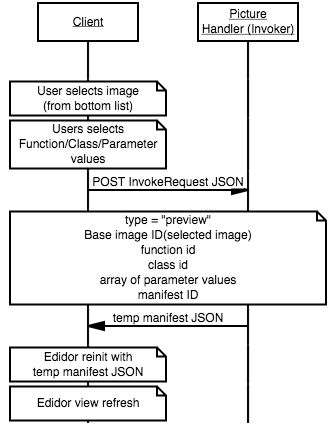 Client
Picture
Handler (Invoker)
User selects image
(from bottom list)
Users selects
Function/Class/Parameter
values
POST InvokeRequest JSON
type = "preview"
Base image ID(selected image)
function id
class id
array of parameter values
manifest ID
temp manifest JSON
Edidor reinit with
temp manifest JSON
Edidor view refresh